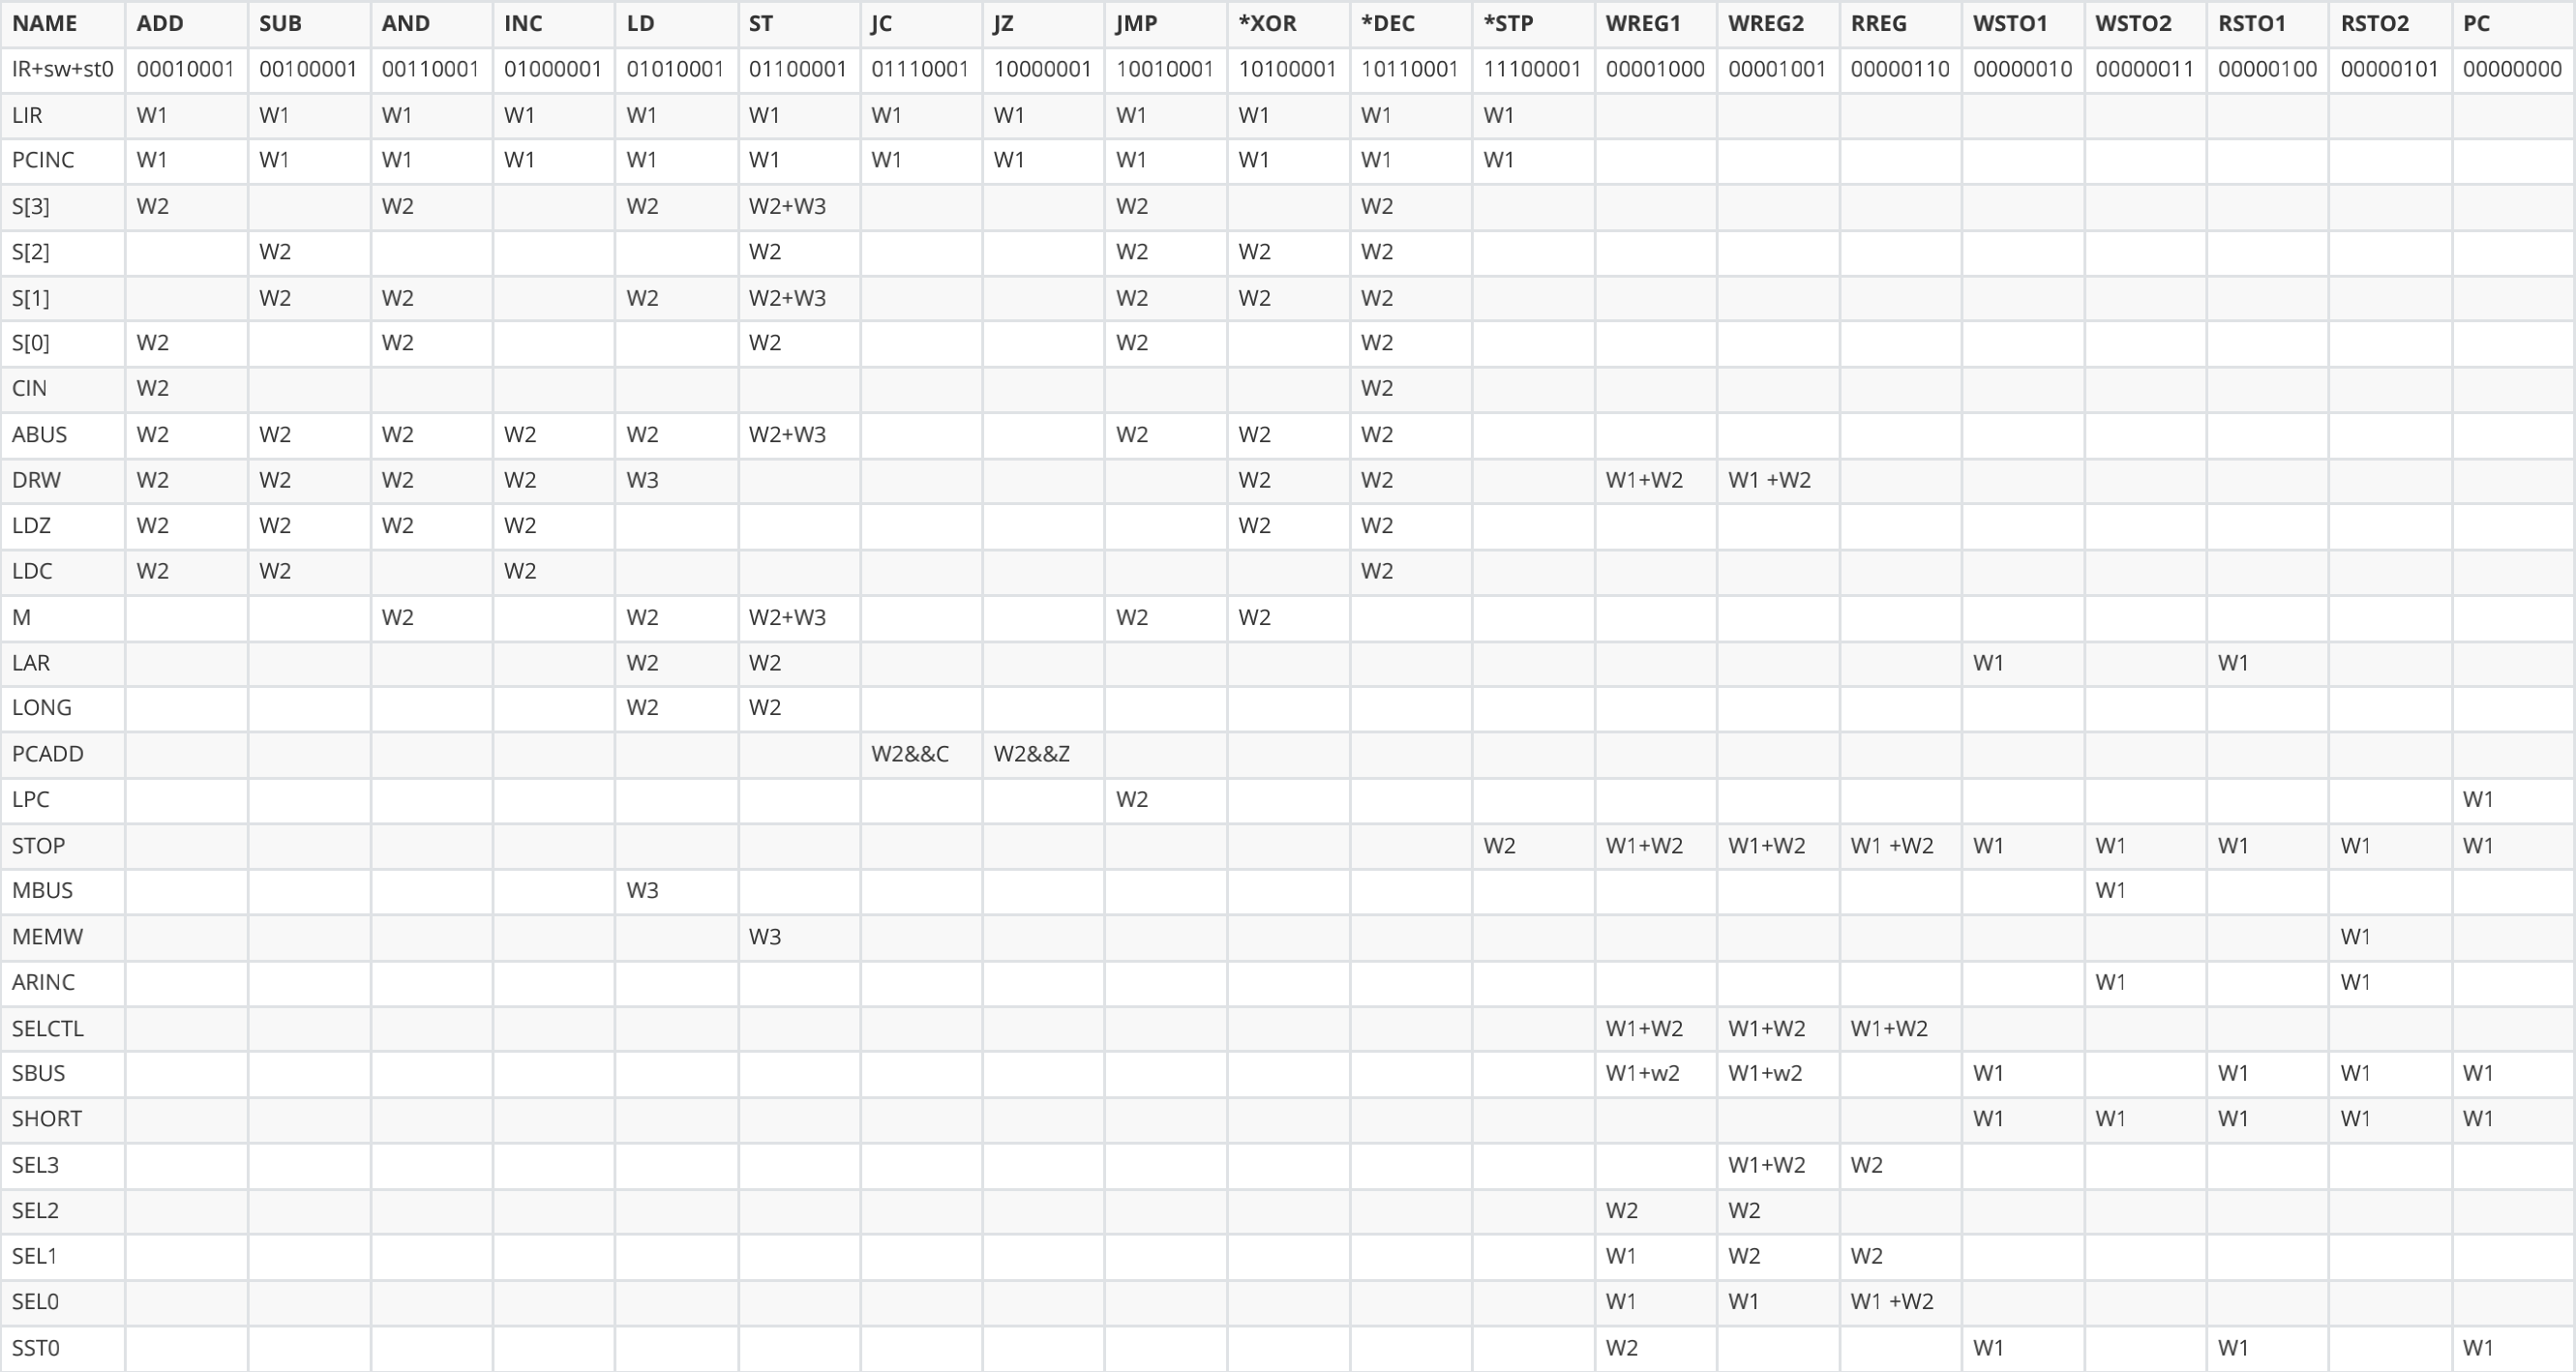 NAME ADD SUB AND INC LD ST JC JZ JMP *XOR *DEC *STP WREG1 WREG2 RREG WSTO1 WSTO2 RSTO1 RSTO2 PC
IR+sw+st0 00010001 00100001 00110001 01000001 01010001 01100001 01110001 10000001 10010001 10100001 10110001 11100001 00001000 00001001 00000110 00000010 00000011 00000100 00000101 00000000
LIR W1 W1 W1 W1 W1 W1 W1 W1 W1 W1 W1 W1
PCINC W1 W1 W1 W1 W1 W1 W1 W1 W1 W1 W1 W1
S[3] W2 W2 W2 W2+W3 W2 W2
S[2] W2 W2 W2 W2 W2
S[1] W2 W2 W2 W2+W3 W2 W2 W2
S[0] W2 W2 W2 W2 W2
CIN W2 W2
ABUS W2 W2 W2 W2 W2 W2+W3 W2 W2 W2
DRW W2 W2 W2 W2 W3 W2 W2 W1+W2 W1 +W2
LDZ W2 W2 W2 W2 W2 W2
LDC W2 W2 W2 W2
M W2 W2 W2+W3 W2 W2
LAR W2 W2 W1 W1
LONG W2 W2
PCADD W2&&C W2&&Z
LPC W2 W1
STOP W2 W1+W2 W1+W2 W1 +W2 W1 W1 W1 W1 W1
MBUS W3 W1
MEMW W3 W1
ARINC W1 W1
SELCTL W1+W2 W1+W2 W1+W2
SBUS W1+w2 W1+w2 W1 W1 W1 W1
SHORT W1 W1 W1 W1 W1
SEL3 W1+W2 W2
SEL2 W2 W2
SEL1 W1 W2 W2
SEL0 W1 W1 W1 +W2
SST0 W2 W1 W1 W1